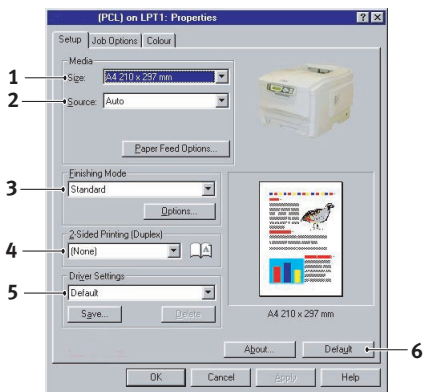 (PCL) on LPT1: Properties
Setup Job Options Colour
Media
1 Size: A4 210 x 297 mm
2 Source: Auto
Paper Feed Options...
Finishing Mode
3 Standard
Options...
2-Sided Printing (Duplex)
4 (None)
Driver Settings
5 Default
Save... Delete
A4 210 x 297 mm
About... Default 6
OK Cancel Apply Help